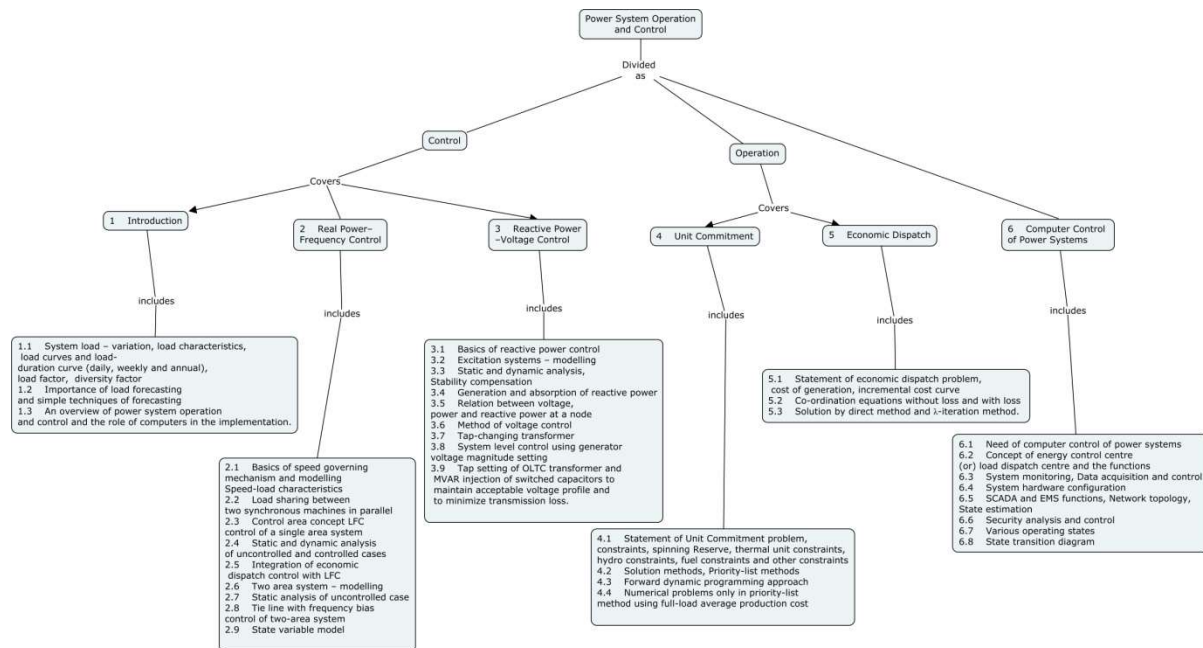 Power System Operation
and Control
Divided
as
Control
Operation
Covers
Covers
1 Introduction
2 Real Power–
Frequency Control
3 Reactive Power
–Voltage Control
4 Unit Commitment
5 Economic Dispatch
6 Computer Control
of Power Systems
includes
includes
includes
includes
includes
includes
1.1 System load – variation, load characteristics,
load curves and load-
duration curve (daily, weekly and annual),
load factor, diversity factor
1.2 Importance of load forecasting
and simple techniques of forecasting
1.3 An overview of power system operation
and control and the role of computers in the implementation.
2.1 Basics of speed governing
mechanism and modelling
Speed-load characteristics
2.2 Load sharing between
two synchronous machines in parallel
2.3 Control area concept LFC
control of a single area system
2.4 Static and dynamic analysis
of uncontrolled and controlled cases
2.5 Integration of economic
dispatch control with LFC
2.6 Two area system – modelling
2.7 Static analysis of uncontrolled case
2.8 Tie line with frequency bias
control of two-area system
2.9 State variable model
3.1 Basics of reactive power control
3.2 Excitation systems – modelling
3.3 Static and dynamic analysis,
Stability compensation
3.4 Generation and absorption of reactive power
3.5 Relation between voltage,
power and reactive power at a node
3.6 Method of voltage control
3.7 Tap-changing transformer
3.8 System level control using generator
voltage magnitude setting
3.9 Tap setting of OLTC transformer and
MVAR injection of switched capacitors to
maintain acceptable voltage profile and
to minimize transmission loss.
4.1 Statement of Unit Commitment problem,
constraints, spinning Reserve, thermal unit constraints,
hydro constraints, fuel constraints and other constraints
4.2 Solution methods, Priority-list methods
4.3 Forward dynamic programming approach
4.4 Numerical problems only in priority-list
method using full-load average production cost
5.1 Statement of economic dispatch problem,
cost of generation, incremental cost curve
5.2 Co-ordination equations without loss and with loss
5.3 Solution by direct method and λ-iteration method.
6.1 Need of computer control of power systems
6.2 Concept of energy control centre
(or) load dispatch centre and the functions
6.3 System monitoring, Data acquisition and control
6.4 System hardware configuration
6.5 SCADA and EMS functions, Network topology,
State estimation
6.6 Security analysis and control
6.7 Various operating states
6.8 State transition diagram